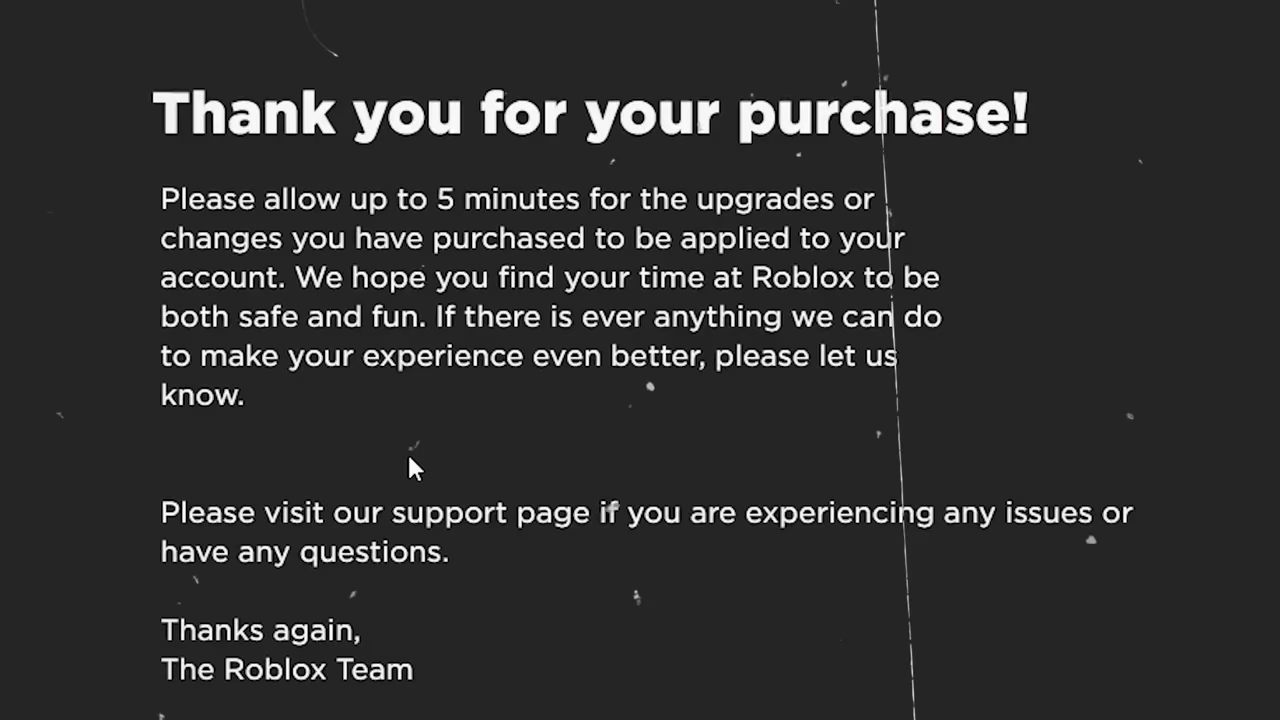 Thank you for your purchase!
Please allow up to 5 minutes for the upgrades or
changes you have purchased to be applied to your
account. We hope you find your time at Roblox to be
both safe and fun. If there is ever anything we can do
to make your experience even better, please let us
know.
Please visit our support page if you are experiencing any issues or
have any questions.
Thanks again,
The Roblox Team